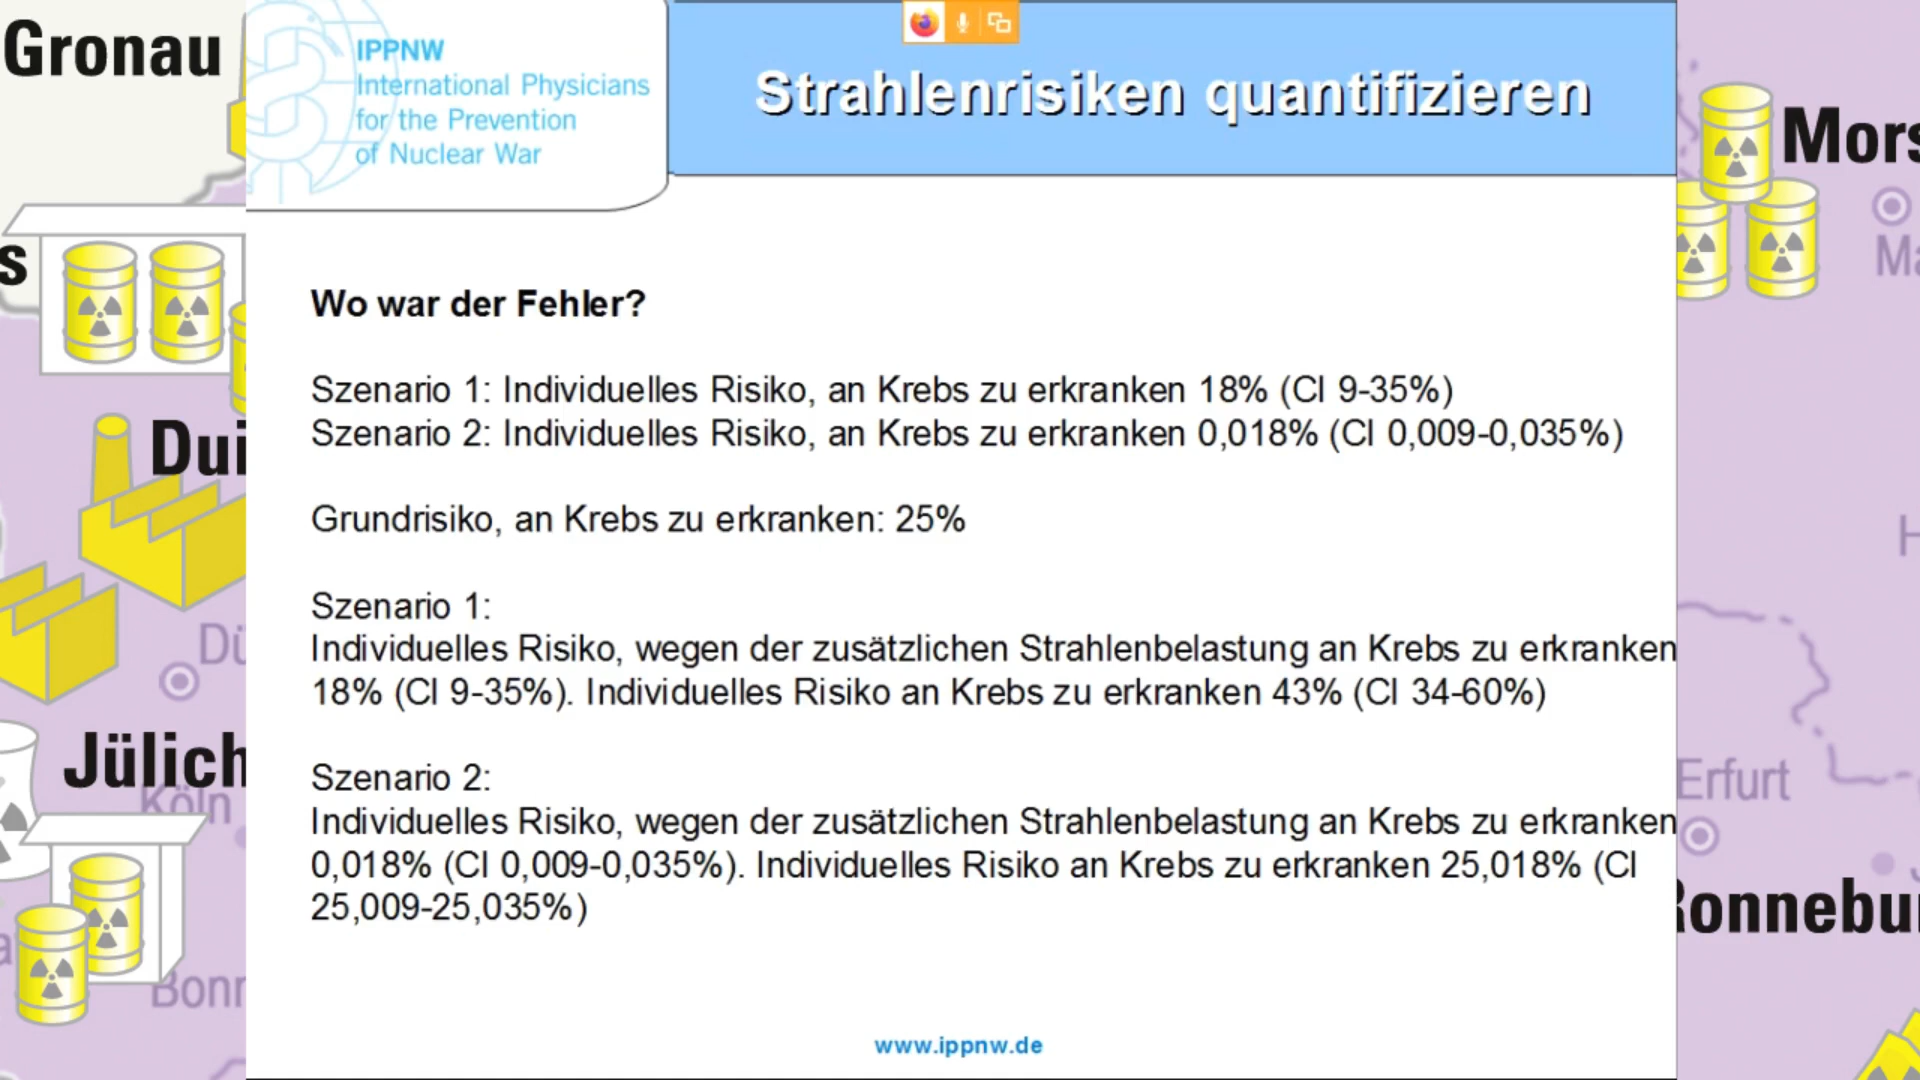 Gronau
IPPNW
International Physicians
for the Prevention
of Nuclear War
Strahlenrisiken quantifizieren
Mors
Ma
s
Wo war der Fehler?
Szenario 1: Individuelles Risiko, an Krebs zu erkranken 18% (CI 9-35%)
Szenario 2: Individuelles Risiko, an Krebs zu erkranken 0,018% (CI 0,009-0,035%)
Dui
Grundrisiko, an Krebs zu erkranken: 25%
H
Szenario 1:
Individuelles Risiko, wegen der zusätzlichen Strahlenbelastung an Krebs zu erkranken
18% (CI 9-35%). Individuelles Risiko an Krebs zu erkranken 43% (CI 34-60%)
Dü
Jülich
Köln
Erfurt
Szenario 2:
Individuelles Risiko, wegen der zusätzlichen Strahlenbelastung an Krebs zu erkranken
0,018% (CI 0,009-0,035%). Individuelles Risiko an Krebs zu erkranken 25,018% (CI
25,009-25,035%)
Ronnebu
Bonn
www.ippnw.de